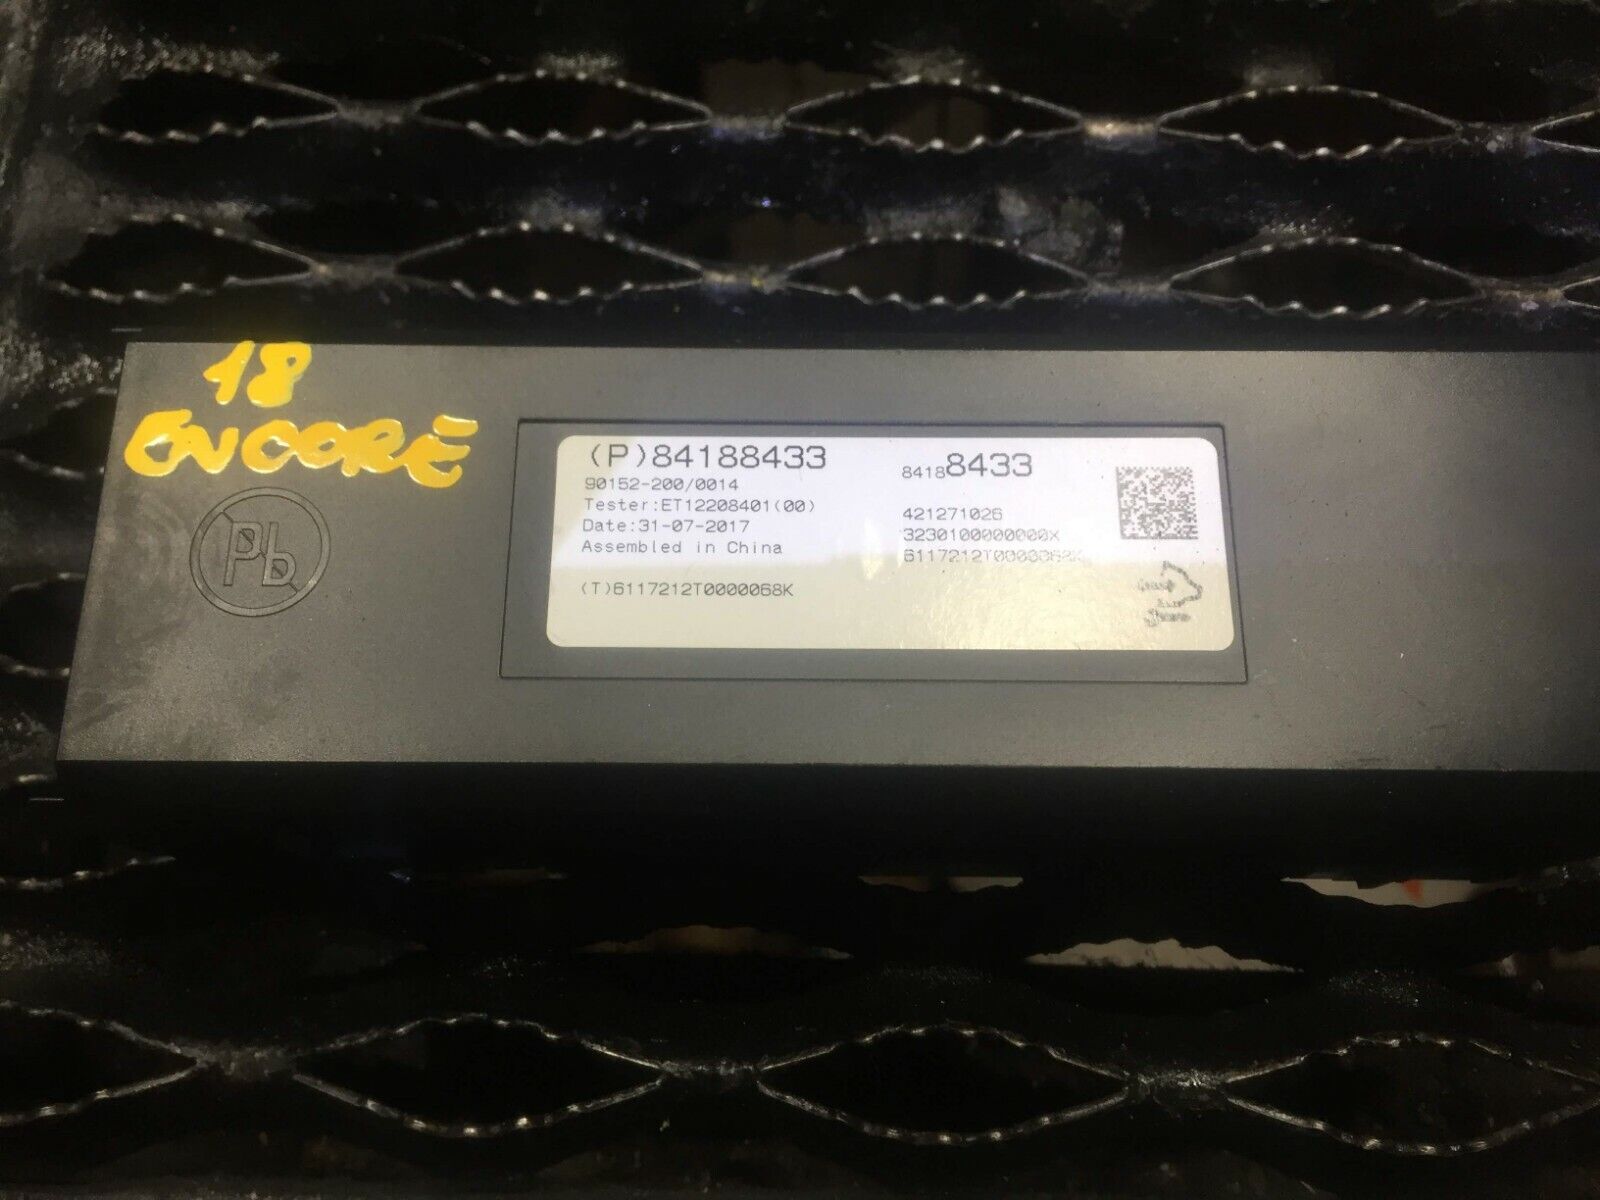 18
ENCORE
Pb
(P)84188433
90152-200/0014
Tester:ET12208401(00)
Date:31-07-2017
Assembled in China
(T)6117212T0000068K
84188433
421271026
3230100000000X
6117212T0000068K